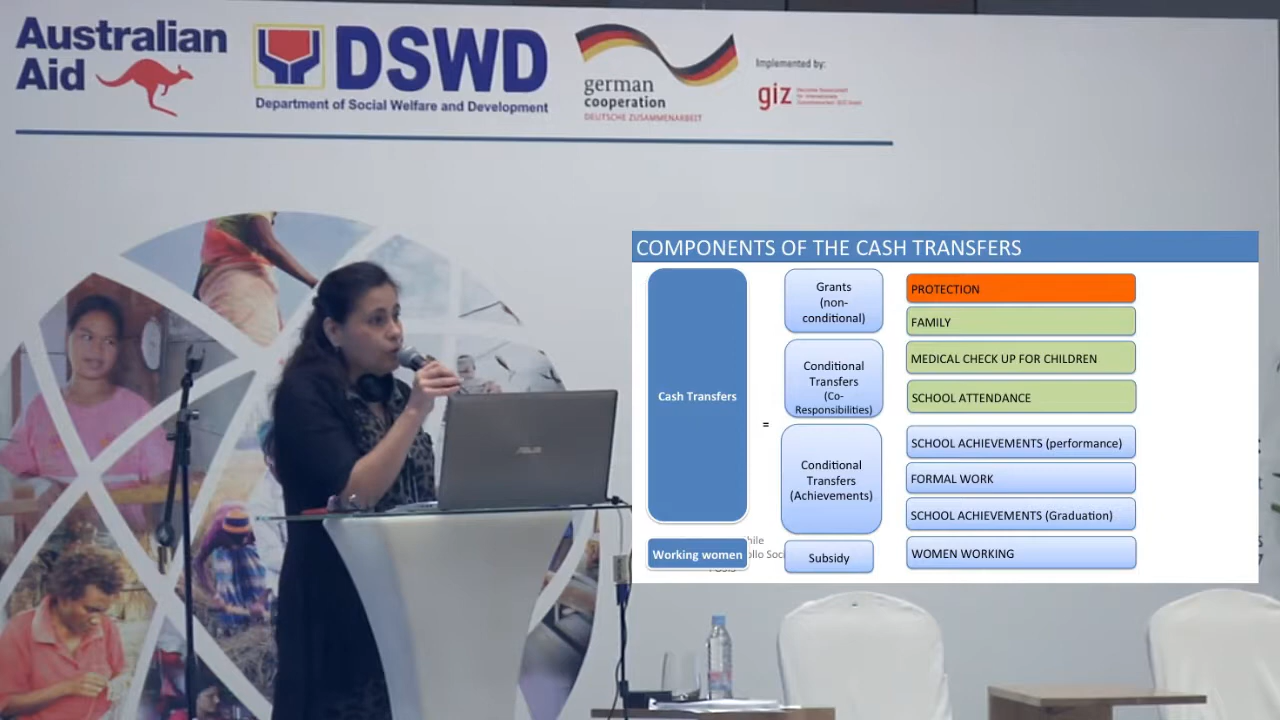 Australian
Aid
DSWD
Department of Social Welfare and Development
german
cooperation
DEUTSCHE ZUSAMMENARBEIT
Implemented by:
giz
COMPONENTS OF THE CASH TRANSFERS
Cash Transfers
=
Grants
(non-
conditional)
PROTECTION
FAMILY
Conditional
Transfers
(Co-
Responsibilities)
MEDICAL CHECK UP FOR CHILDREN
SCHOOL ATTENDANCE
Conditional
Transfers
(Achievements)
SCHOOL ACHIEVEMENTS (performance)
FORMAL WORK
SCHOOL ACHIEVEMENTS (Graduation)
Working women
Subsidy
WOMEN WORKING
ASUS